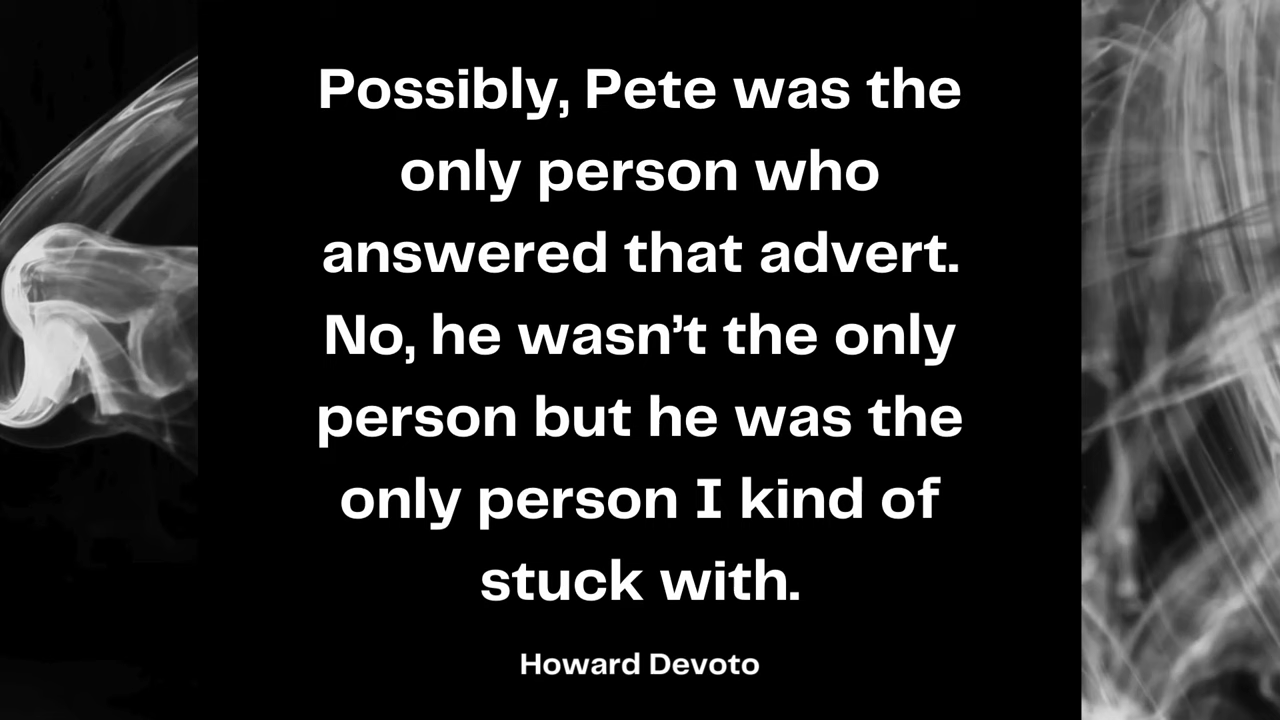 Possibly, Pete was the
only person who
answered that advert.
No, he wasn’t the only
person but he was the
only person I kind of
stuck with.
Howard Devoto